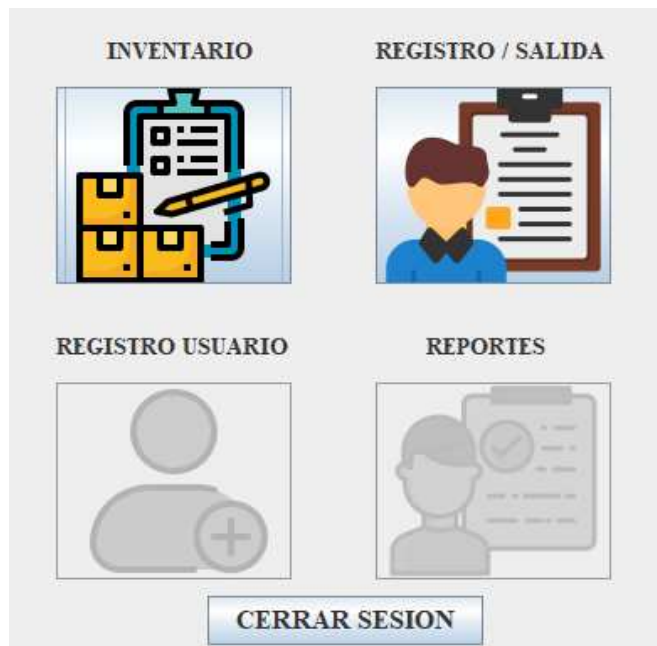 INVENTARIO
REGISTRO / SALIDA
REGISTRO USUARIO
REPORTES
CERRAR SESION